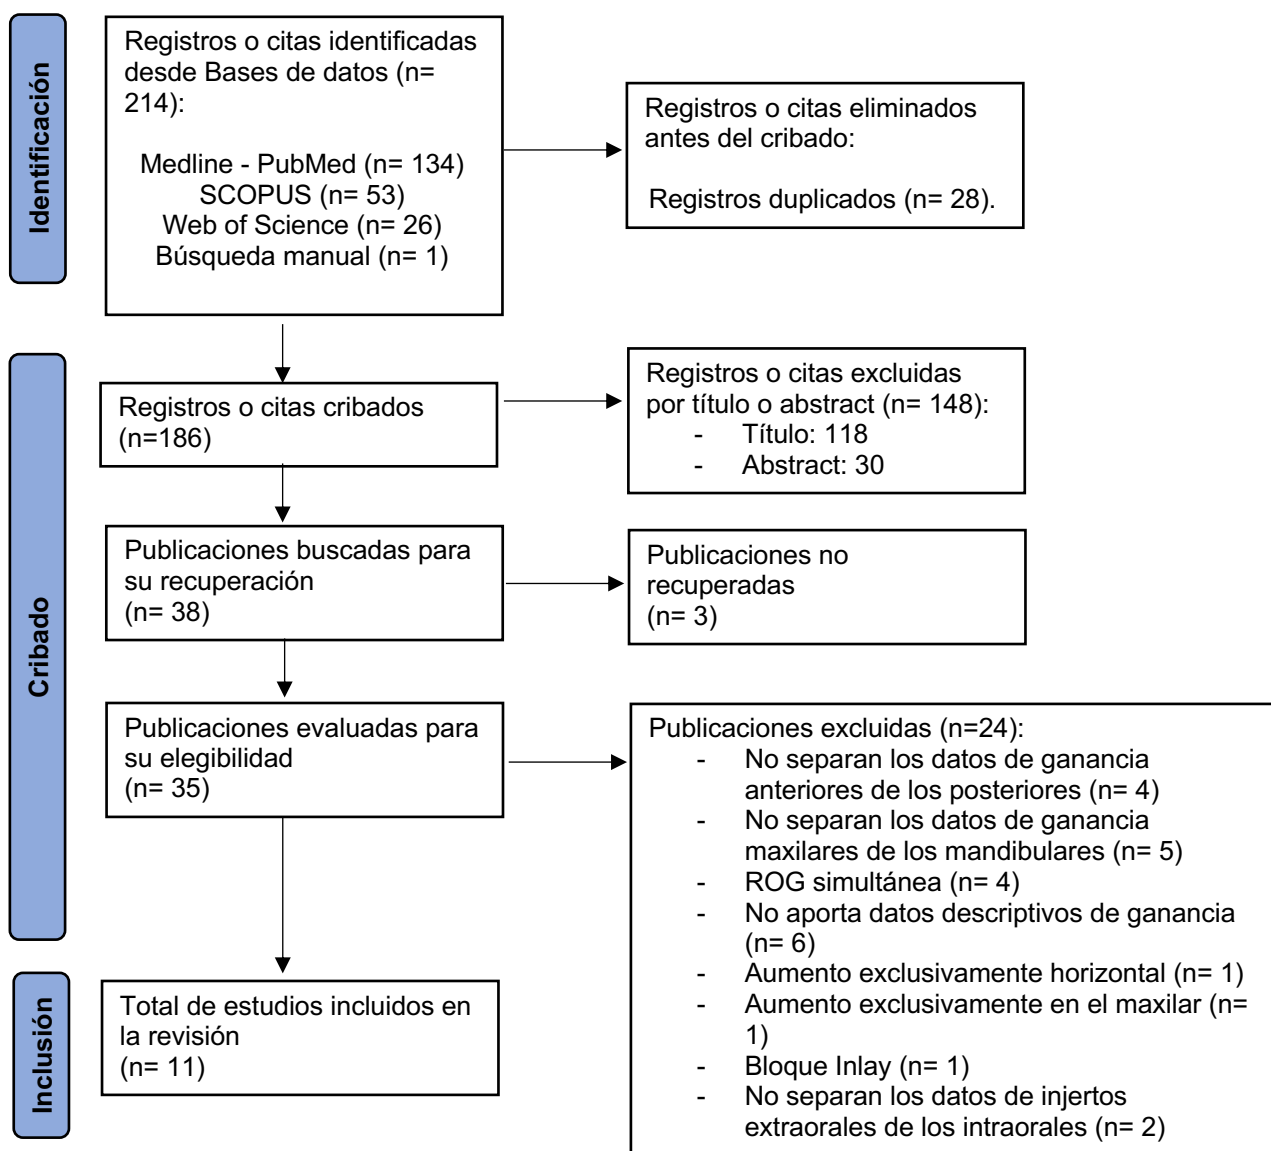 Identificación
Registros o citas identificadas
desde Bases de datos (n=
214):
Medline - PubMed (n= 134)
SCOPUS (n= 53)
Web of Science (n= 26)
Búsqueda manual (n= 1)
Registros o citas eliminados
antes del cribado:
Registros duplicados (n= 28).
Cribado
Registros o citas cribados
(n=186)
Registros o citas excluidas
por título o abstract (n= 148):
- Título: 118
- Abstract: 30
Publicaciones buscadas para
su recuperación
(n= 38)
Publicaciones no
recuperadas
(n= 3)
Publicaciones evaluadas para
su elegibilidad
(n= 35)
Publicaciones excluidas (n=24):
- No separan los datos de ganancia
anteriores de los posteriores (n= 4)
- No separan los datos de ganancia
maxilares de los mandibulares (n= 5)
- ROG simultánea (n= 4)
- No aporta datos descriptivos de ganancia
(n= 6)
- Aumento exclusivamente horizontal (n= 1)
- Aumento exclusivamente en el maxilar (n=
1)
- Bloque Inlay (n= 1)
- No separan los datos de injertos
extraorales de los intraorales (n= 2)
Inclusión
Total de estudios incluidos en
la revisión
(n= 11)